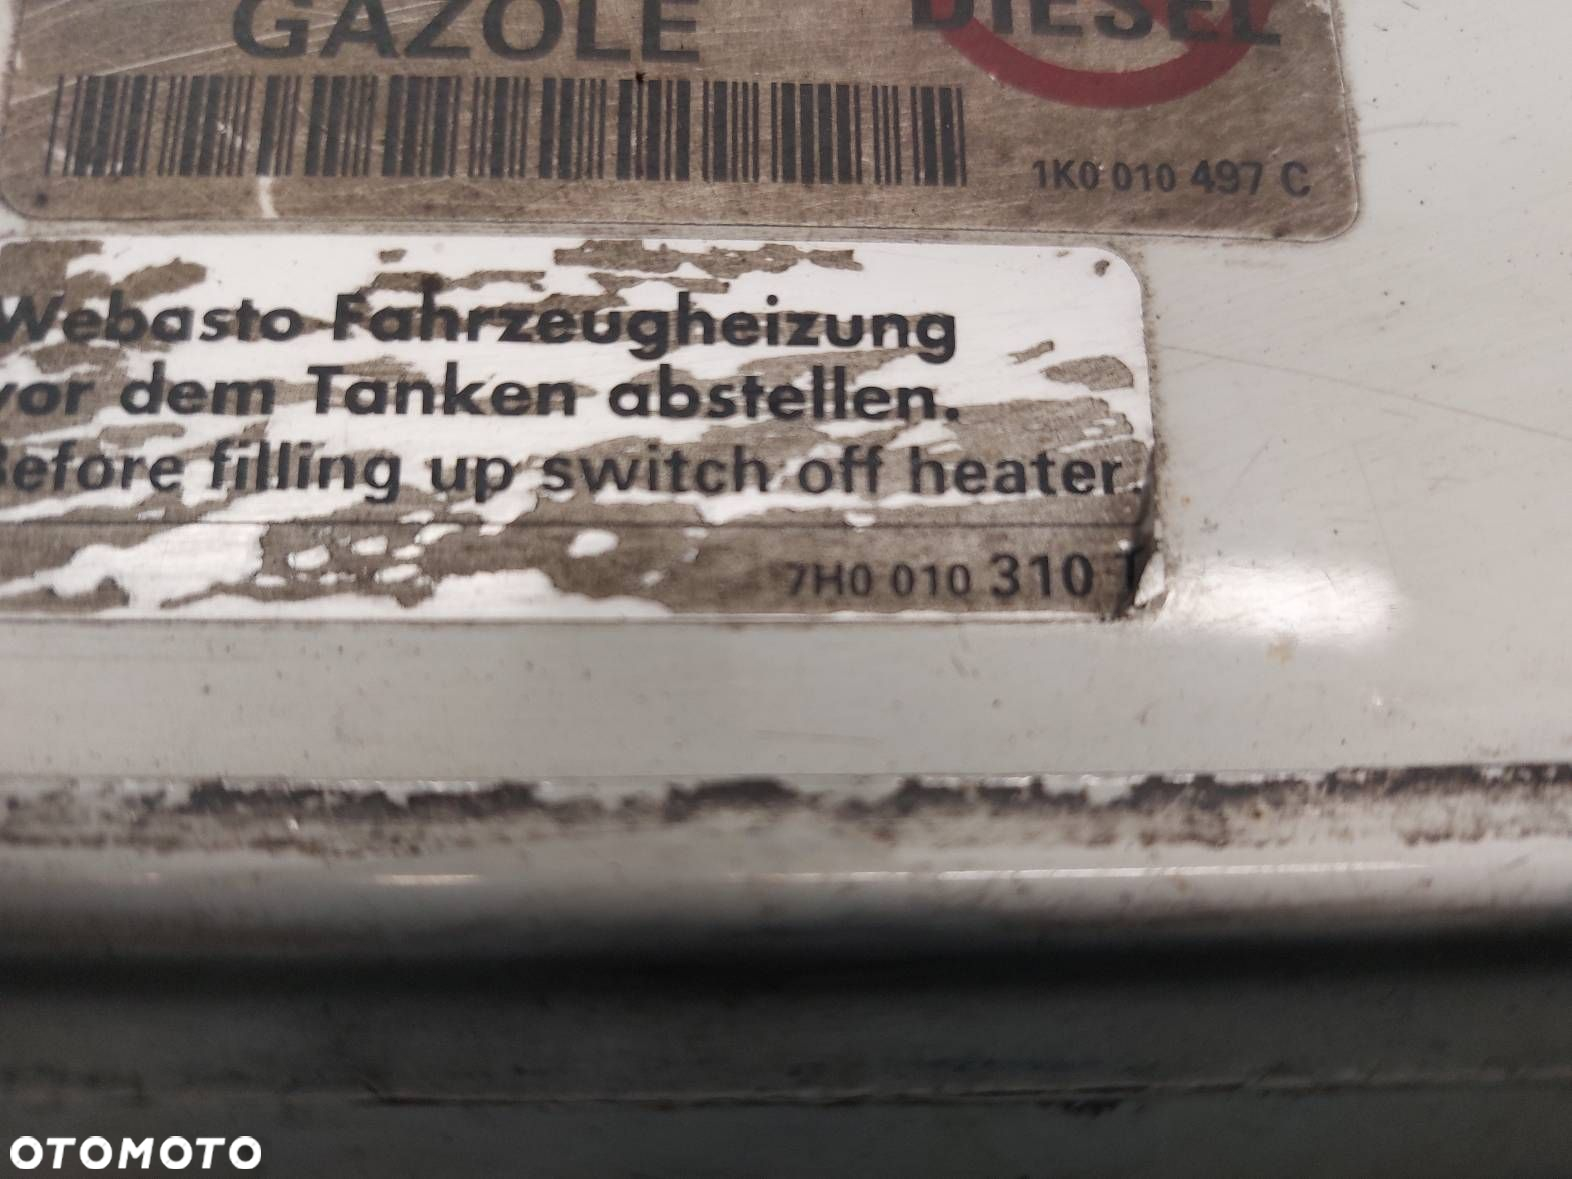 GAZOLE
DIESEL
1K0 010 497 C
Webasto Fahrzeugheizung
vor dem Tanken abstellen.
Before filling up switch off heater.
7H0 010 310
OTOMOTO